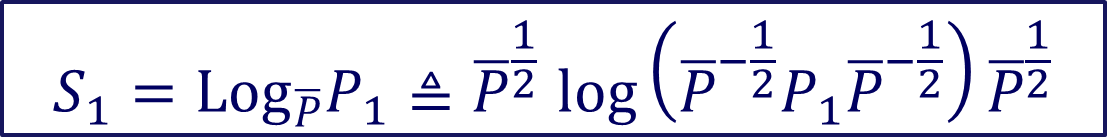 S₁ = Log_P̅ P₁ ≜ P̅^½ log (P̅^−½ P₁ P̅^−½) P̅^½